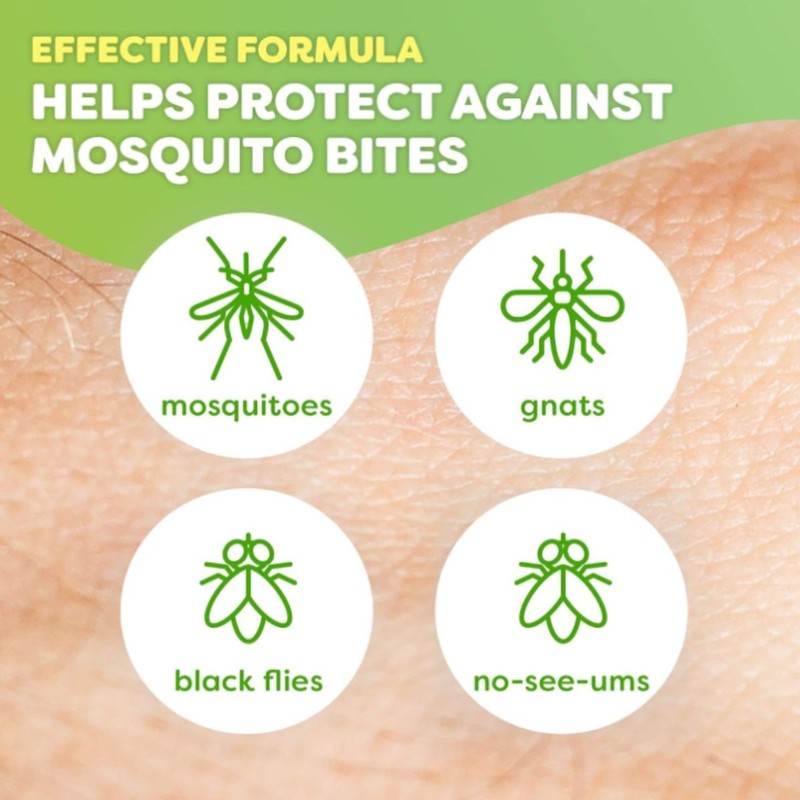 EFFECTIVE FORMULA
HELPS PROTECT AGAINST
MOSQUITO BITES
mosquitoes
gnats
black flies
no-see-ums